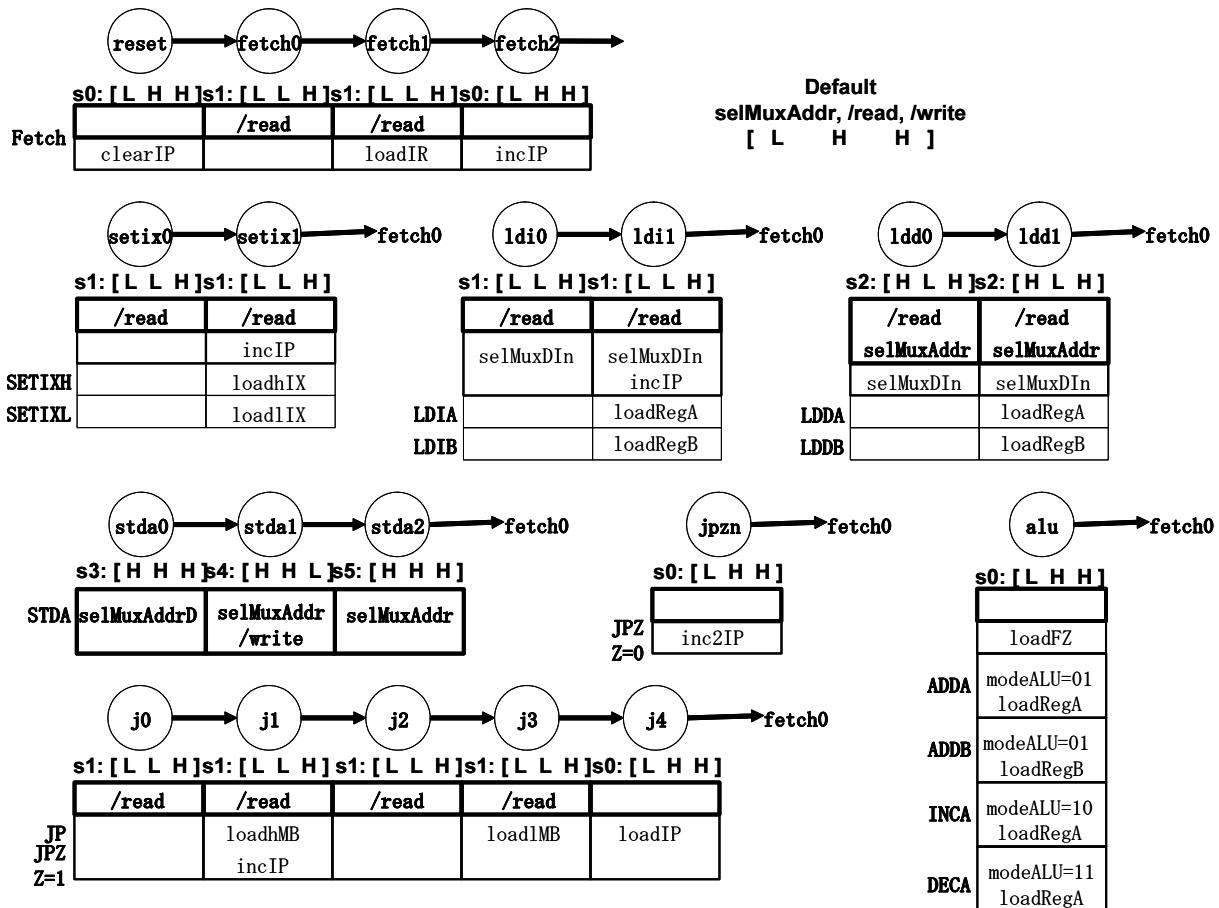 reset fetch0 fetch1 fetch2
s0: [ L H H ] s1: [ L L H ] s1: [ L L H ] s0: [ L H H ]
/read /read
Fetch
clearIP loadIR incIP
Default
selMuxAddr, /read, /write
[ L H H ]
setix0 setix1 fetch0
s1: [ L L H ] s1: [ L L H ]
/read /read
incIP
SETIXH loadhIX
SETIXL loadlIX
ldi0 ldi1 fetch0
s1: [ L L H ] s1: [ L L H ]
/read /read
selMuxDIn selMuxDIn
incIP
LDIA loadRegA
LDIB loadRegB
ldd0 ldd1 fetch0
s2: [ H L H ] s2: [ H L H ]
/read /read
selMuxAddr selMuxAddr
selMuxDIn selMuxDIn
LDDA loadRegA
LDDB loadRegB
stda0 stda1 stda2 fetch0
s3: [ H H H ] s4: [ H H L ] s5: [ H H H ]
STDA selMuxAddrD selMuxAddr selMuxAddr
/write
jpzn fetch0
s0: [ L H H ]
JPZ inc2IP
Z=0
alu fetch0
s0: [ L H H ]
loadFZ
ADDA modeALU=01
loadRegA
ADDB modeALU=01
loadRegB
INCA modeALU=10
loadRegA
DECA modeALU=11
loadRegA
j0 j1 j2 j3 j4 fetch0
s1: [ L L H ] s1: [ L L H ] s1: [ L L H ] s1: [ L L H ] s0: [ L H H ]
/read /read /read /read
JP loadhMB loadlMB loadIP
JPZ
incIP
Z=1